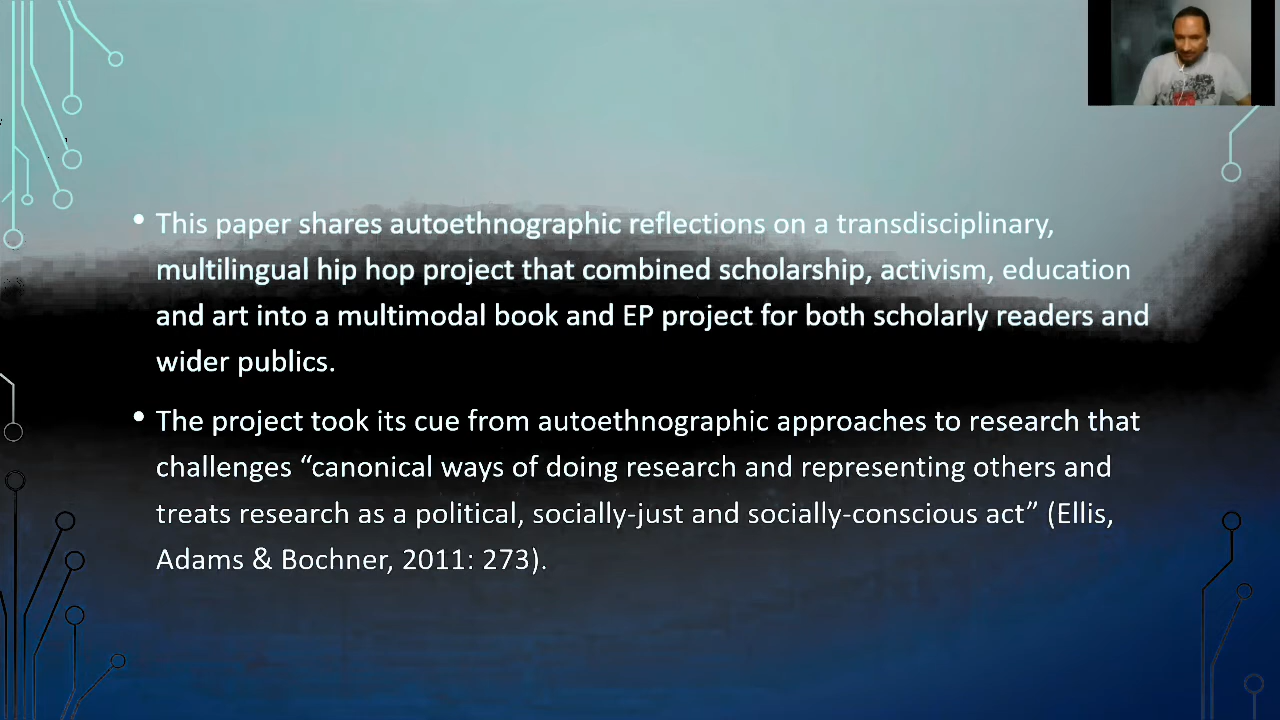 • This paper shares autoethnographic reflections on a transdisciplinary,
multilingual hip hop project that combined scholarship, activism, education
and art into a multimodal book and EP project for both scholarly readers and
wider publics.
• The project took its cue from autoethnographic approaches to research that
challenges “canonical ways of doing research and representing others and
treats research as a political, socially-just and socially-conscious act” (Ellis,
Adams & Bochner, 2011: 273).